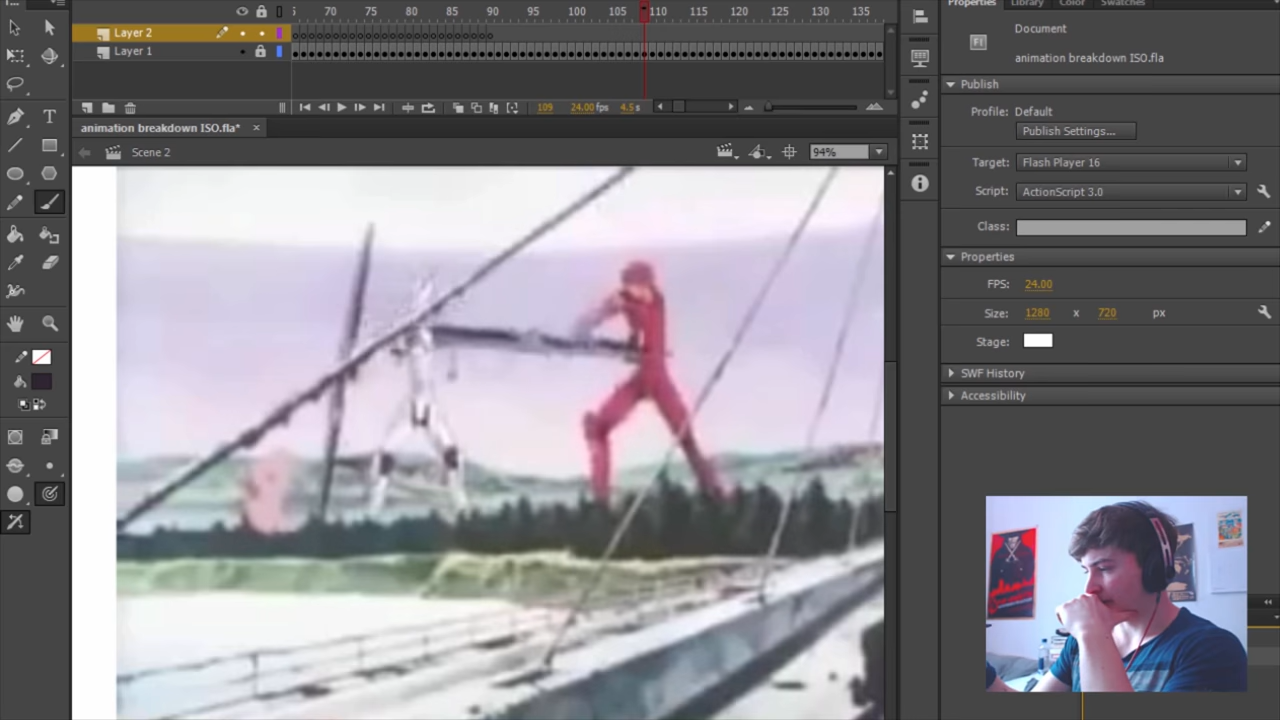 Properties Library Color Swatches
70 75 80 85 90 95 100 105 110 115 120 125 130 135
Layer 2
Layer 1
109 24.00 fps 4.5 s
animation breakdown ISO.fla* ×
Scene 2
94%
T
Fl
Document
animation breakdown ISO.fla
Publish
Profile: Default
Publish Settings...
Target: Flash Player 16
Script: ActionScript 3.0
Class:
Properties
FPS: 24.00
Size: 1280 x 720 px
Stage:
SWF History
Accessibility